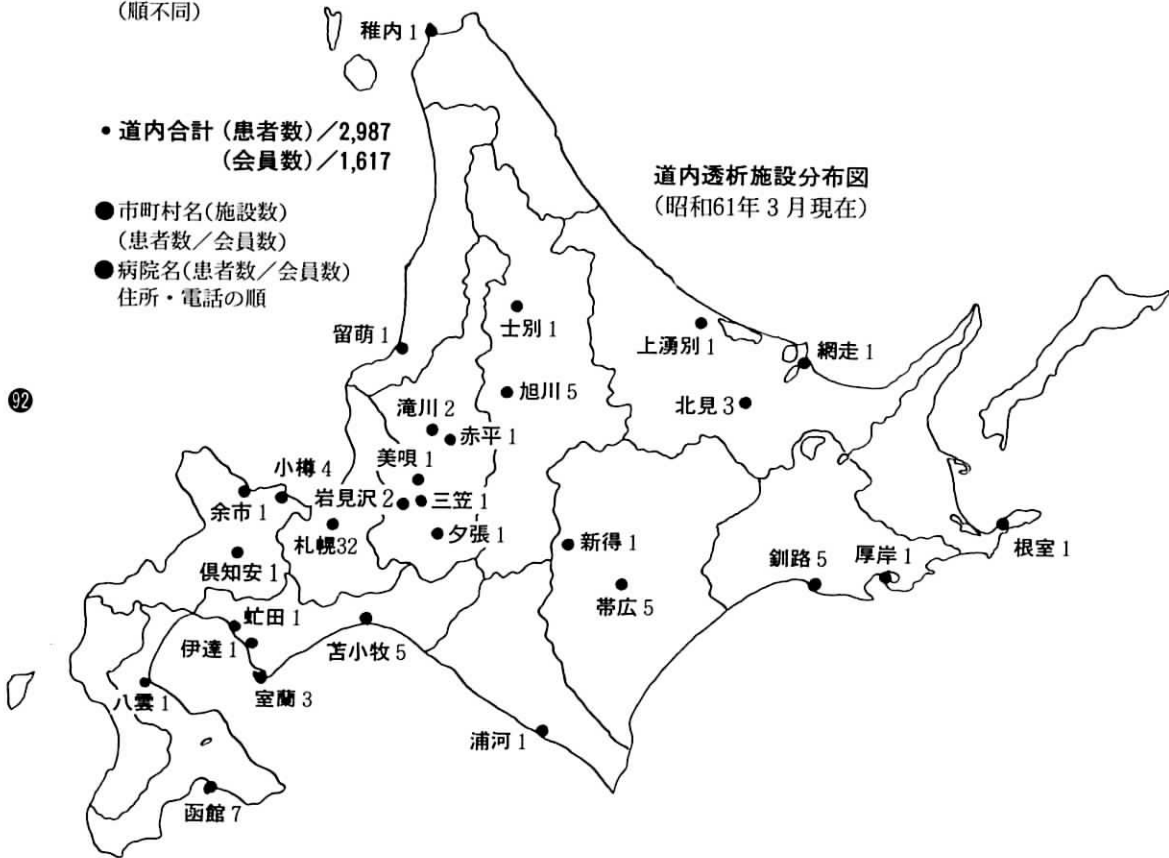 (順不同)
稚内 1
• 道内合計 (患者数)／2,987
(会員数)／1,617
道内透析施設分布図
(昭和61年 3 月現在)
● 市町村名(施設数)
(患者数／会員数)
● 病院名(患者数／会員数)
住所・電話の順
士別 1
留萌 1
上湧別 1
網走 1
92
旭川 5
北見 3
滝川 2
赤平 1
美唄 1
小樽 4
岩見沢 2
三笠 1
余市 1
札幌32
夕張 1
新得 1
根室 1
倶知安 1
釧路 5
厚岸 1
帯広 5
虻田 1
伊達 1
苫小牧 5
八雲 1
室蘭 3
浦河 1
函館 7